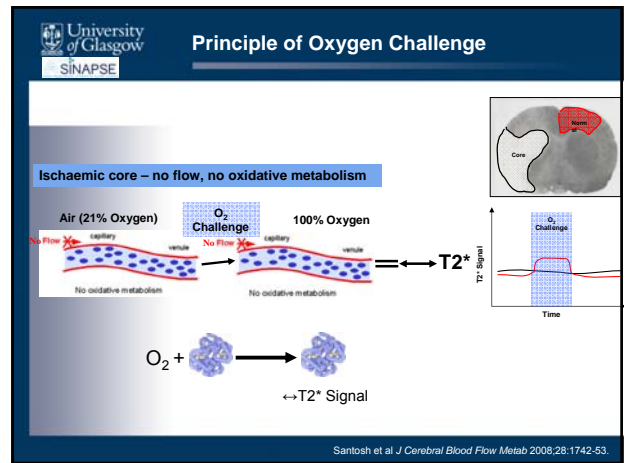 University
of Glasgow
SINAPSE
Principle of Oxygen Challenge
Ischaemic core – no flow, no oxidative metabolism
Core
Air (21% Oxygen)
O2
Challenge
100% Oxygen
No Flow
capillary
venule
No oxidative metabolism
No Flow
capillary
venule
No oxidative metabolism
T2*
T2* Signal
O2
Challenge
Time
O2 +
↔T2* Signal
Santosh et al J Cerebral Blood Flow Metab 2008;28:1742-53.